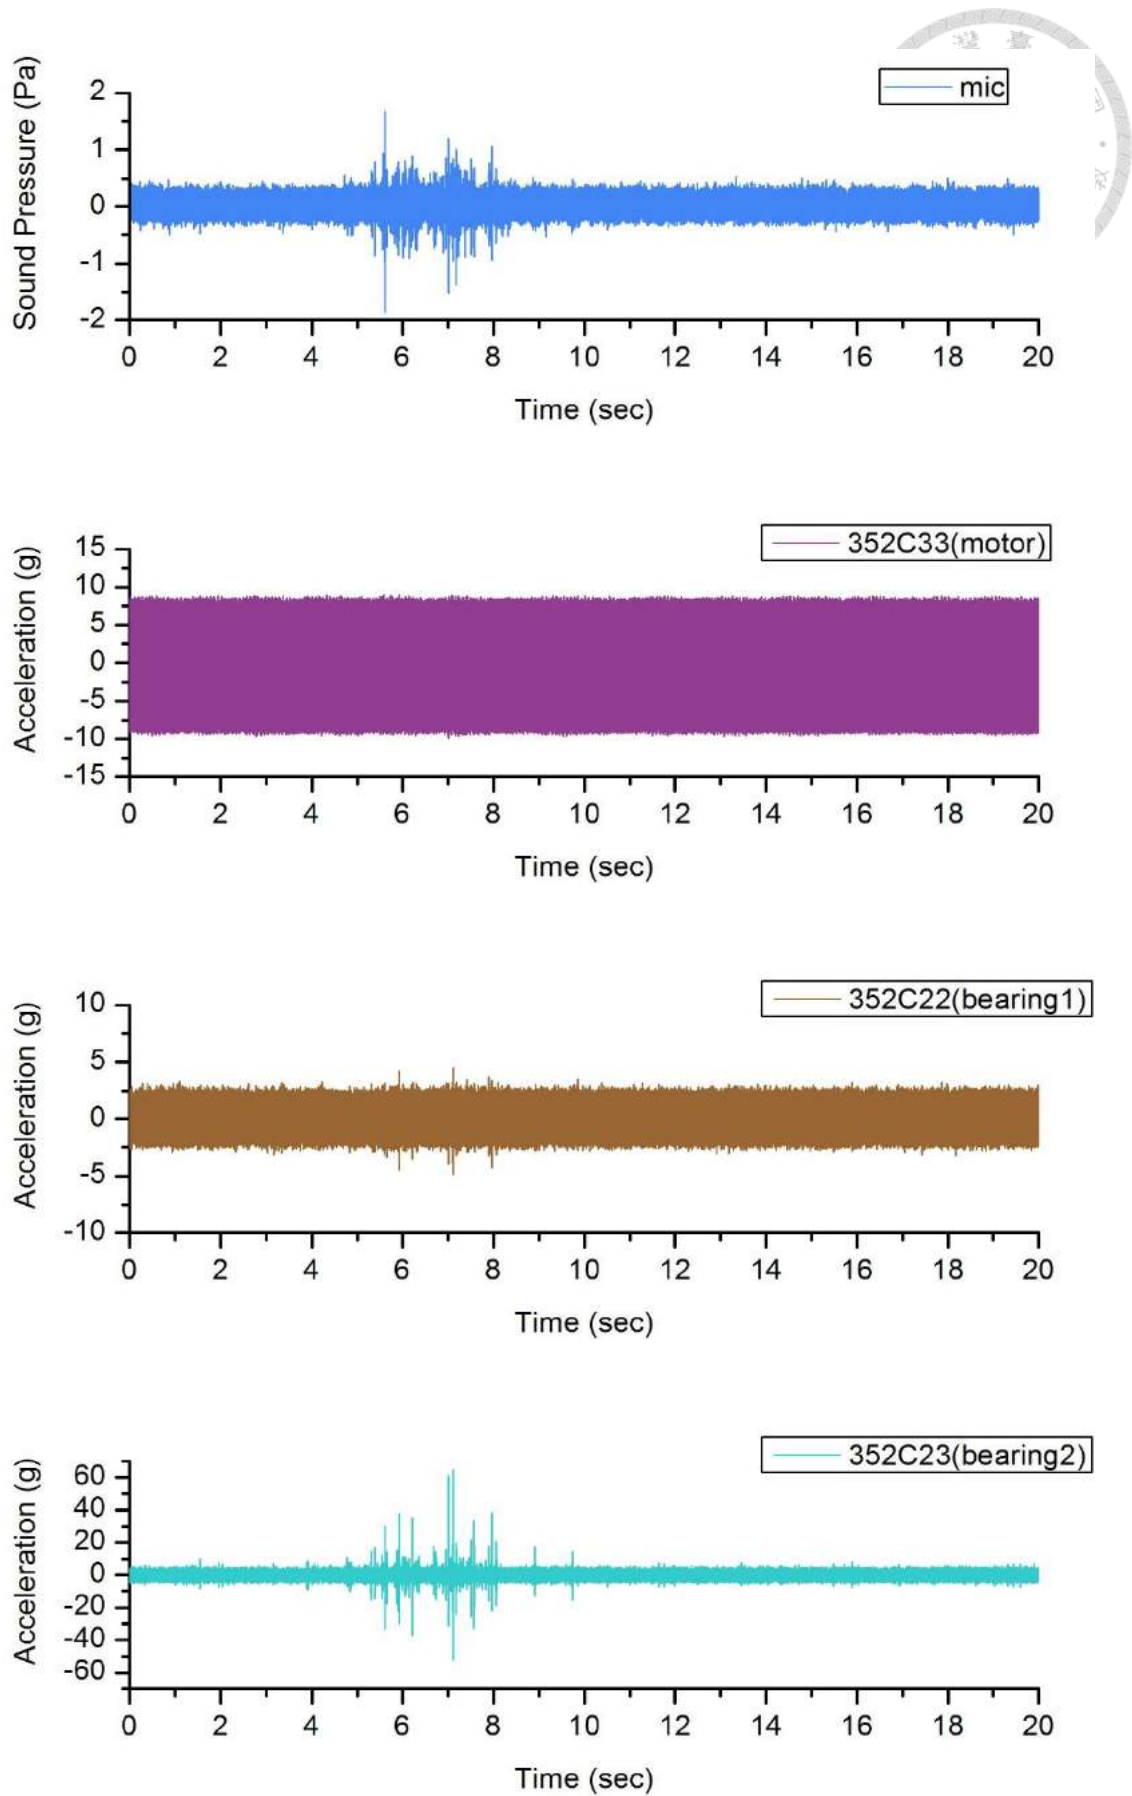 mic
Sound Pressure (Pa)
2
1
0
-1
-2
0 2 4 6 8 10 12 14 16 18 20
Time (sec)
352C33(motor)
Acceleration (g)
15
10
5
0
-5
-10
-15
0 2 4 6 8 10 12 14 16 18 20
Time (sec)
352C22(bearing1)
Acceleration (g)
10
5
0
-5
-10
0 2 4 6 8 10 12 14 16 18 20
Time (sec)
352C23(bearing2)
Acceleration (g)
60
40
20
0
-20
-40
-60
0 2 4 6 8 10 12 14 16 18 20
Time (sec)